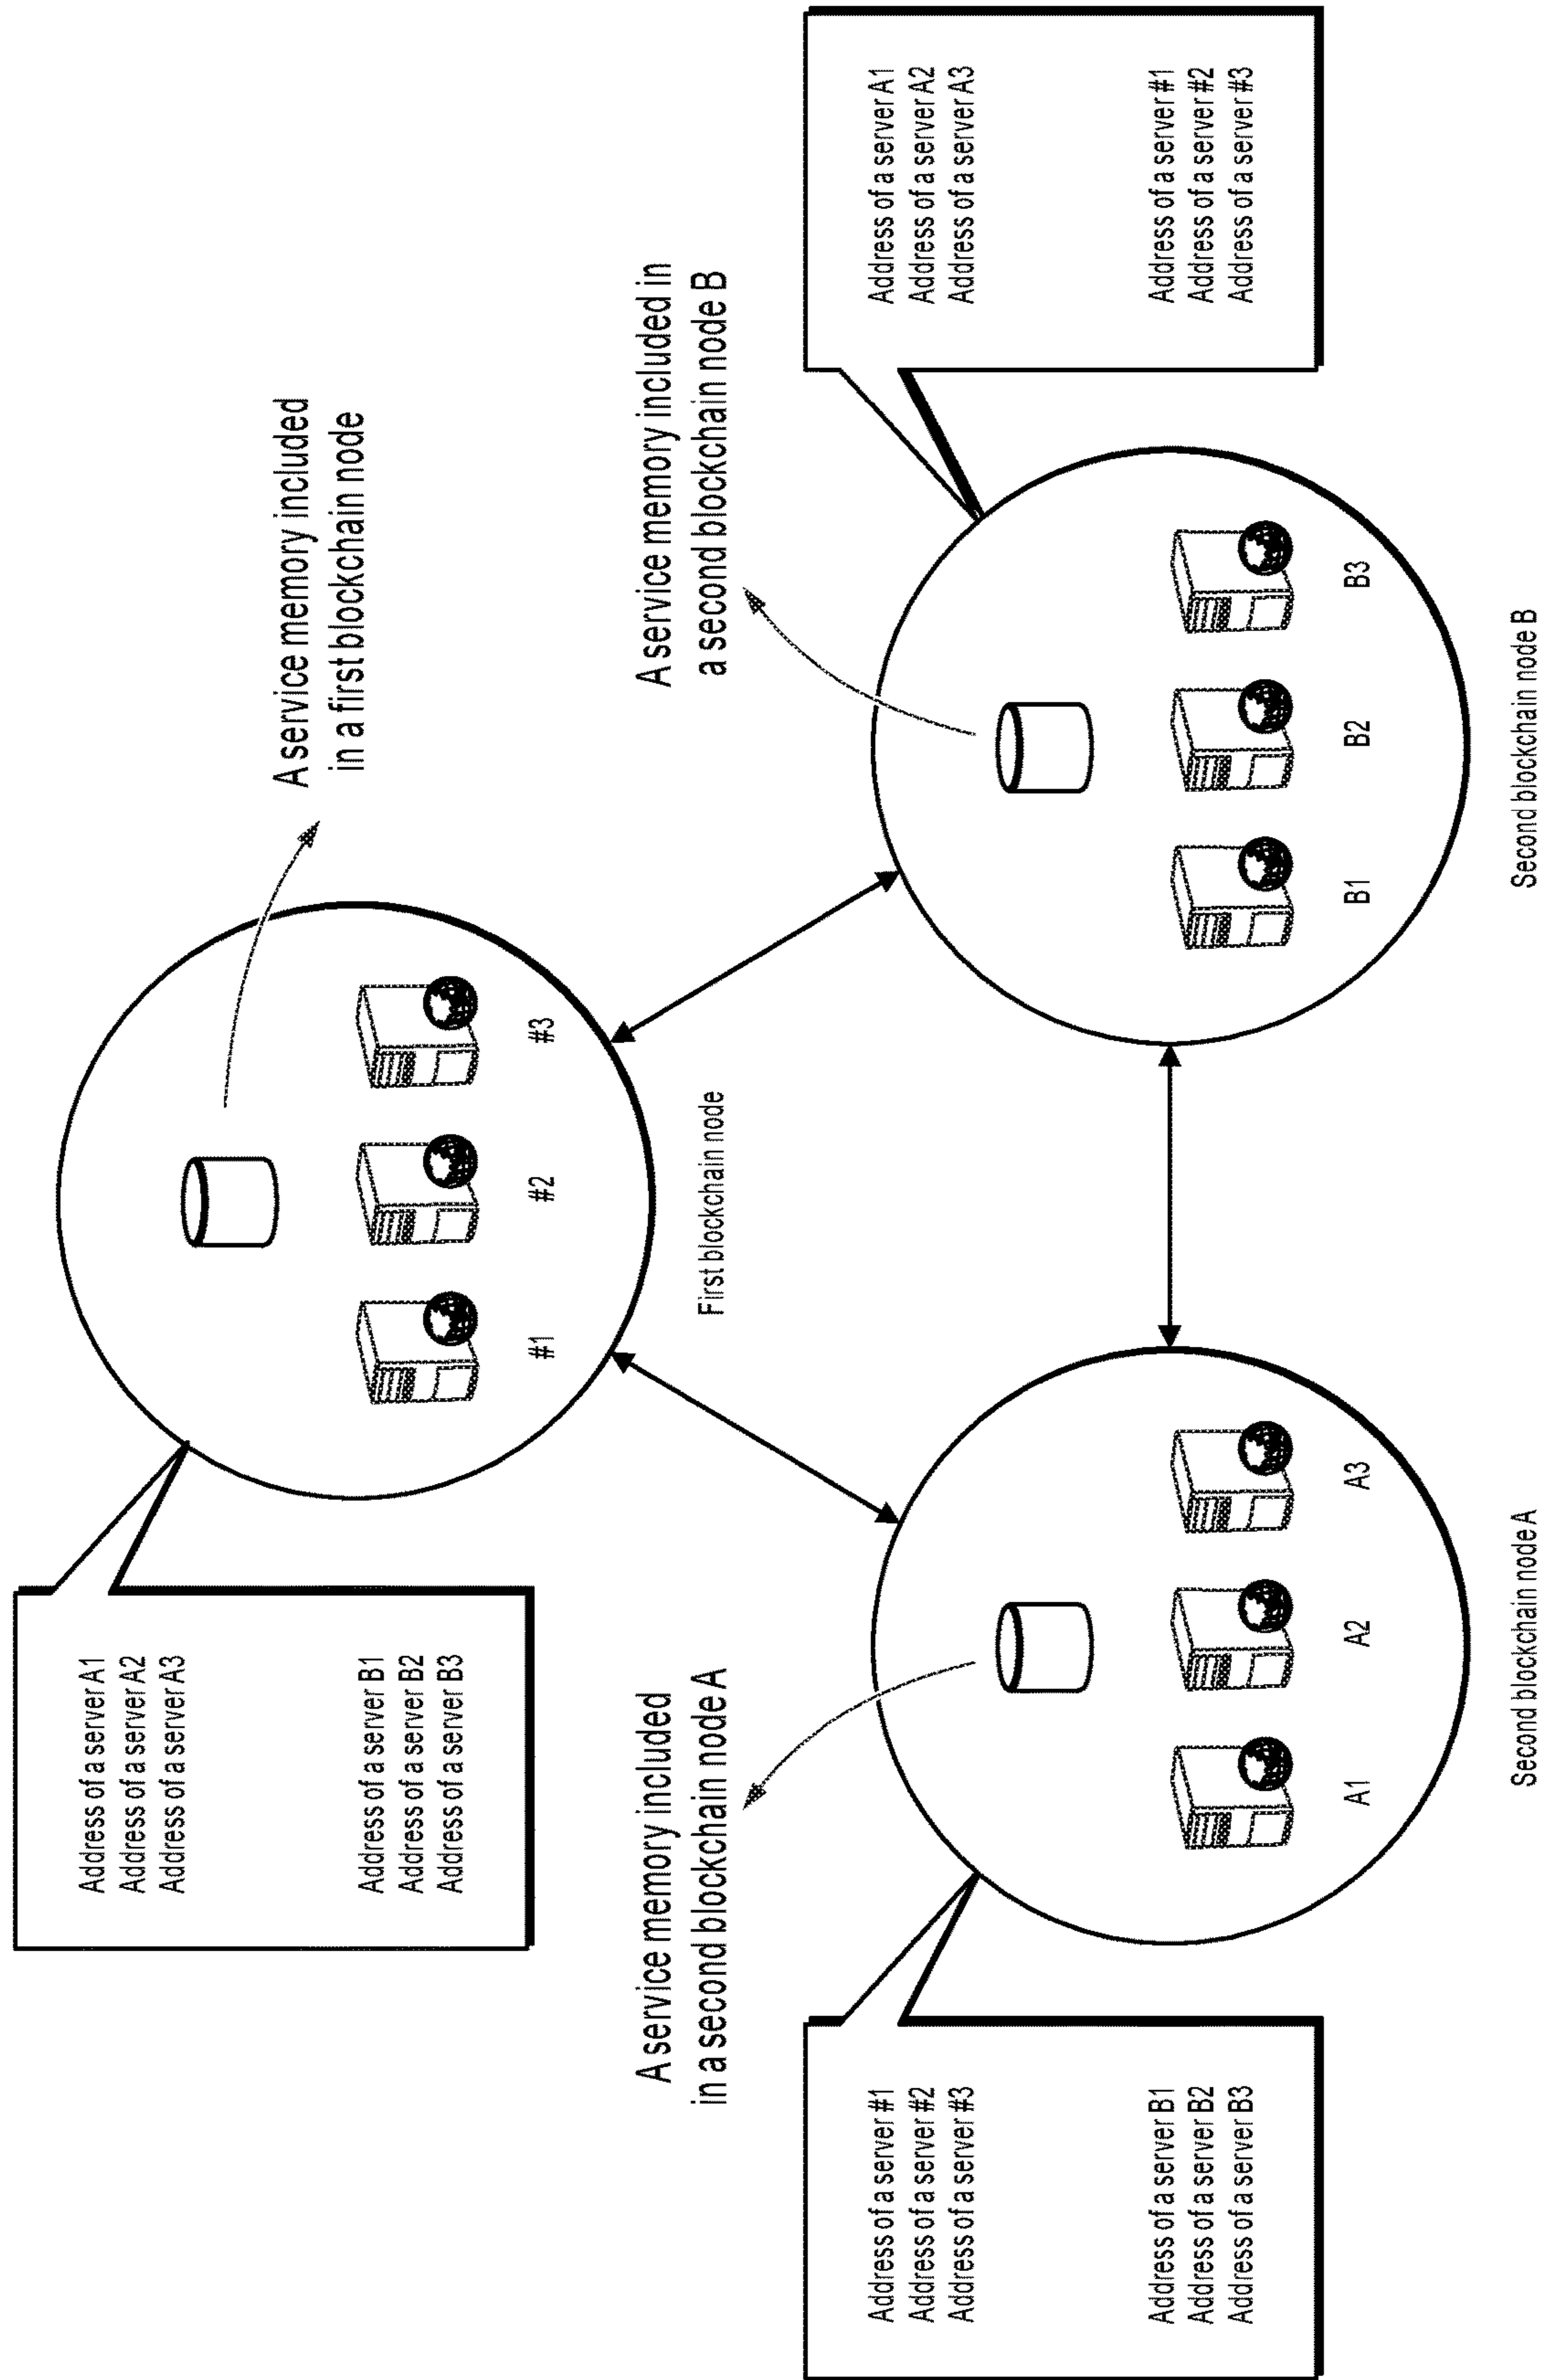 Address of a server A1
Address of a server A2
Address of a server A3
Address of a server B1
Address of a server B2
Address of a server B3
A service memory included
in a first blockchain node
#1
#2
#3
First blockchain node
A service memory included
in a second blockchain node A
A service memory included in
a second blockchain node B
Address of a server #1
Address of a server #2
Address of a server #3
Address of a server B1
Address of a server B2
Address of a server B3
A1
A2
A3
Second blockchain node A
B1
B2
B3
Second blockchain node B
Address of a server A1
Address of a server A2
Address of a server A3
Address of a server #1
Address of a server #2
Address of a server #3